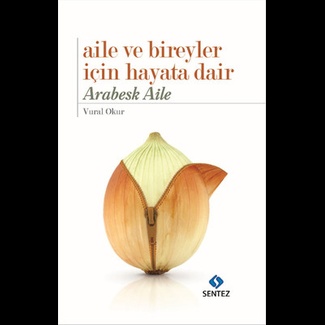 aile ve bireyler
için hayata dair
Arabesk Aile
Vural Okur
SENTEZ